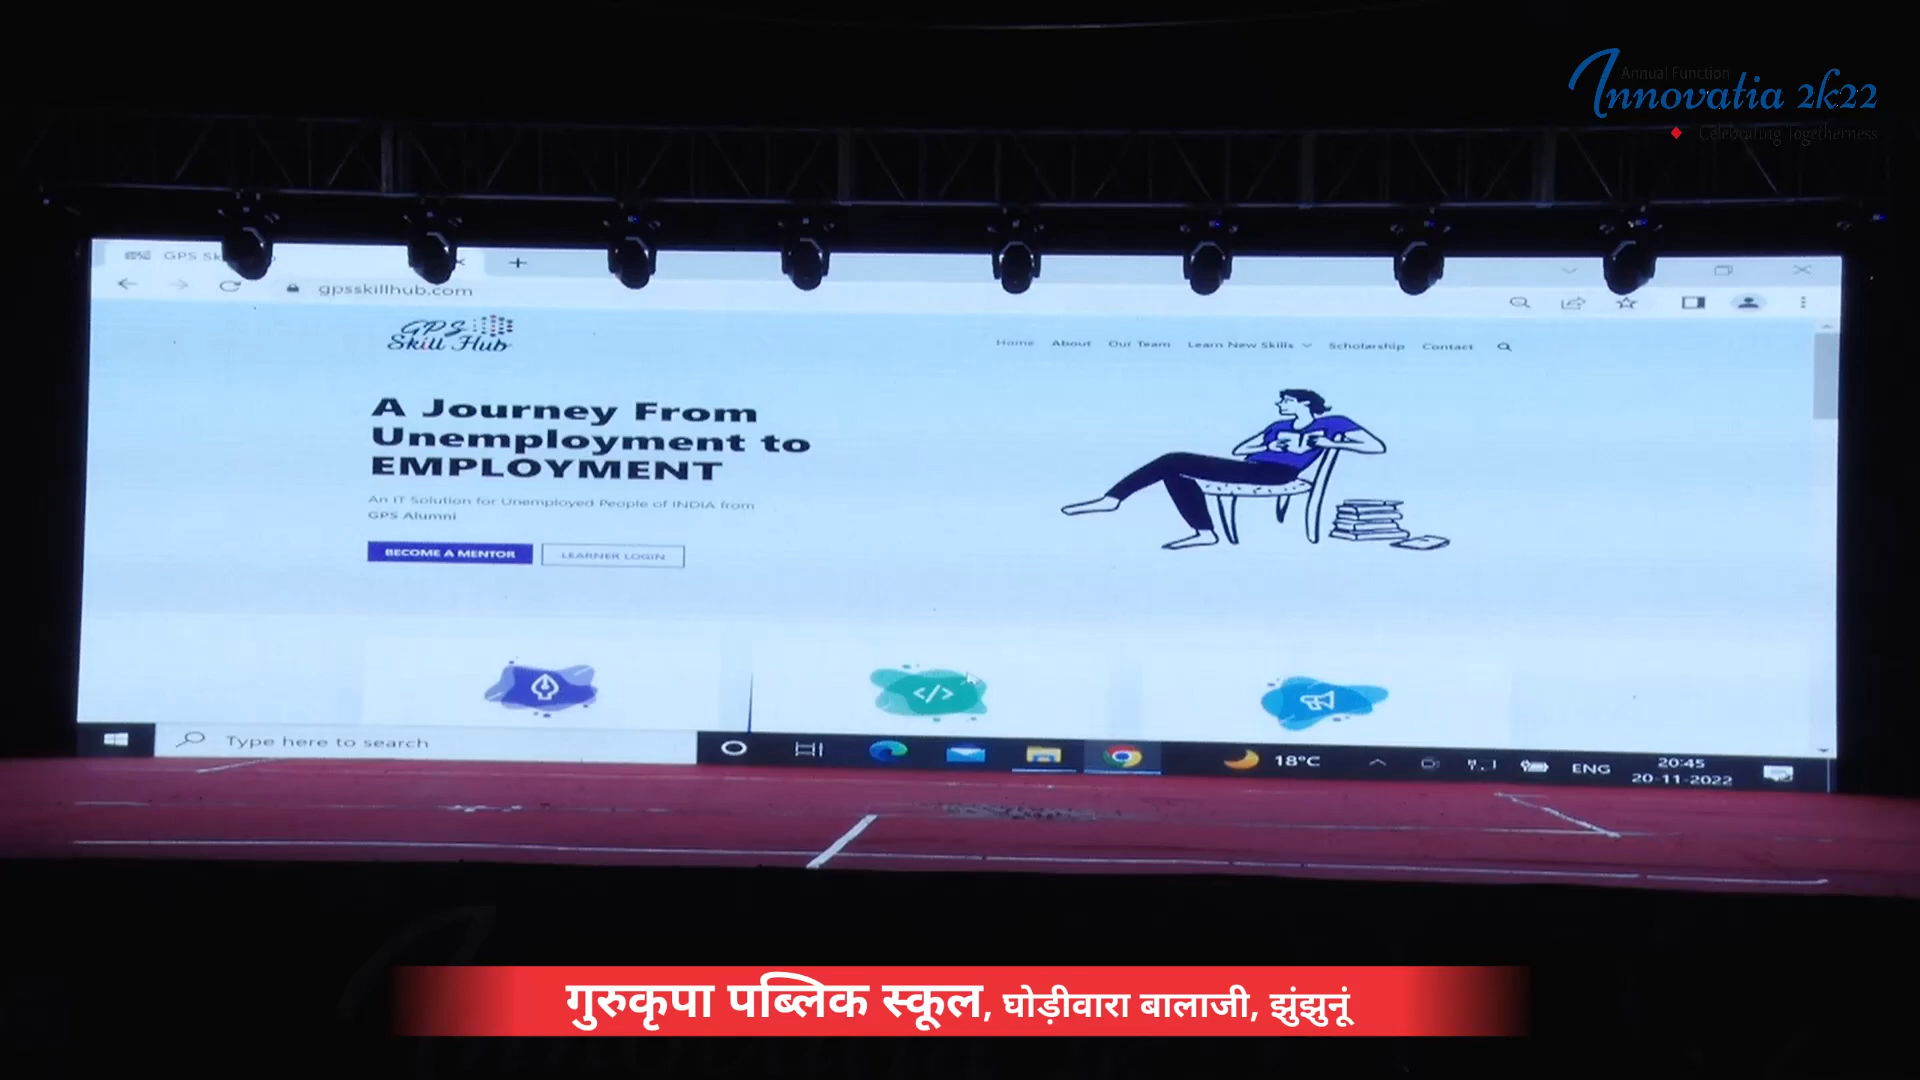 Annual Function
Innovatia 2k22
Celebrating Togetherness
GPS Sk
gpsskillhub.com
GPS
Skill Hub
Home About Our Team Learn New Skills Scholarship Contact
A Journey From
Unemployment to
EMPLOYMENT
An IT Solution for Unemployed People of INDIA from
GPS Alumni
BECOME A MENTOR LEARNER LOGIN
Type here to search
18°C
ENG
20:45
20-11-2022
गुरुकृपा पब्लिक स्कूल, घोड़ीवारा बालाजी, झुंझुनूं